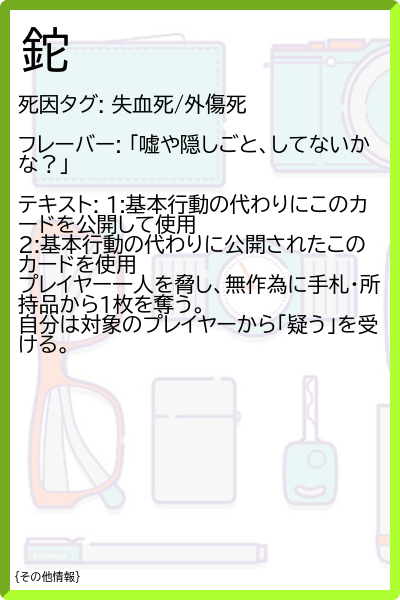 鉈
死因タグ: 失血死/外傷死
フレーバー: 「嘘や隠しごと、してないか
な？」
テキスト: 1:基本行動の代わりにこのカ
ードを公開して使用
2:基本行動の代わりに公開されたこの
カードを使用
プレイヤー一人を脅し、無作為に手札・所
持品から1枚を奪う。
自分は対象のプレイヤーから「疑う」を受
ける。
{その他情報}